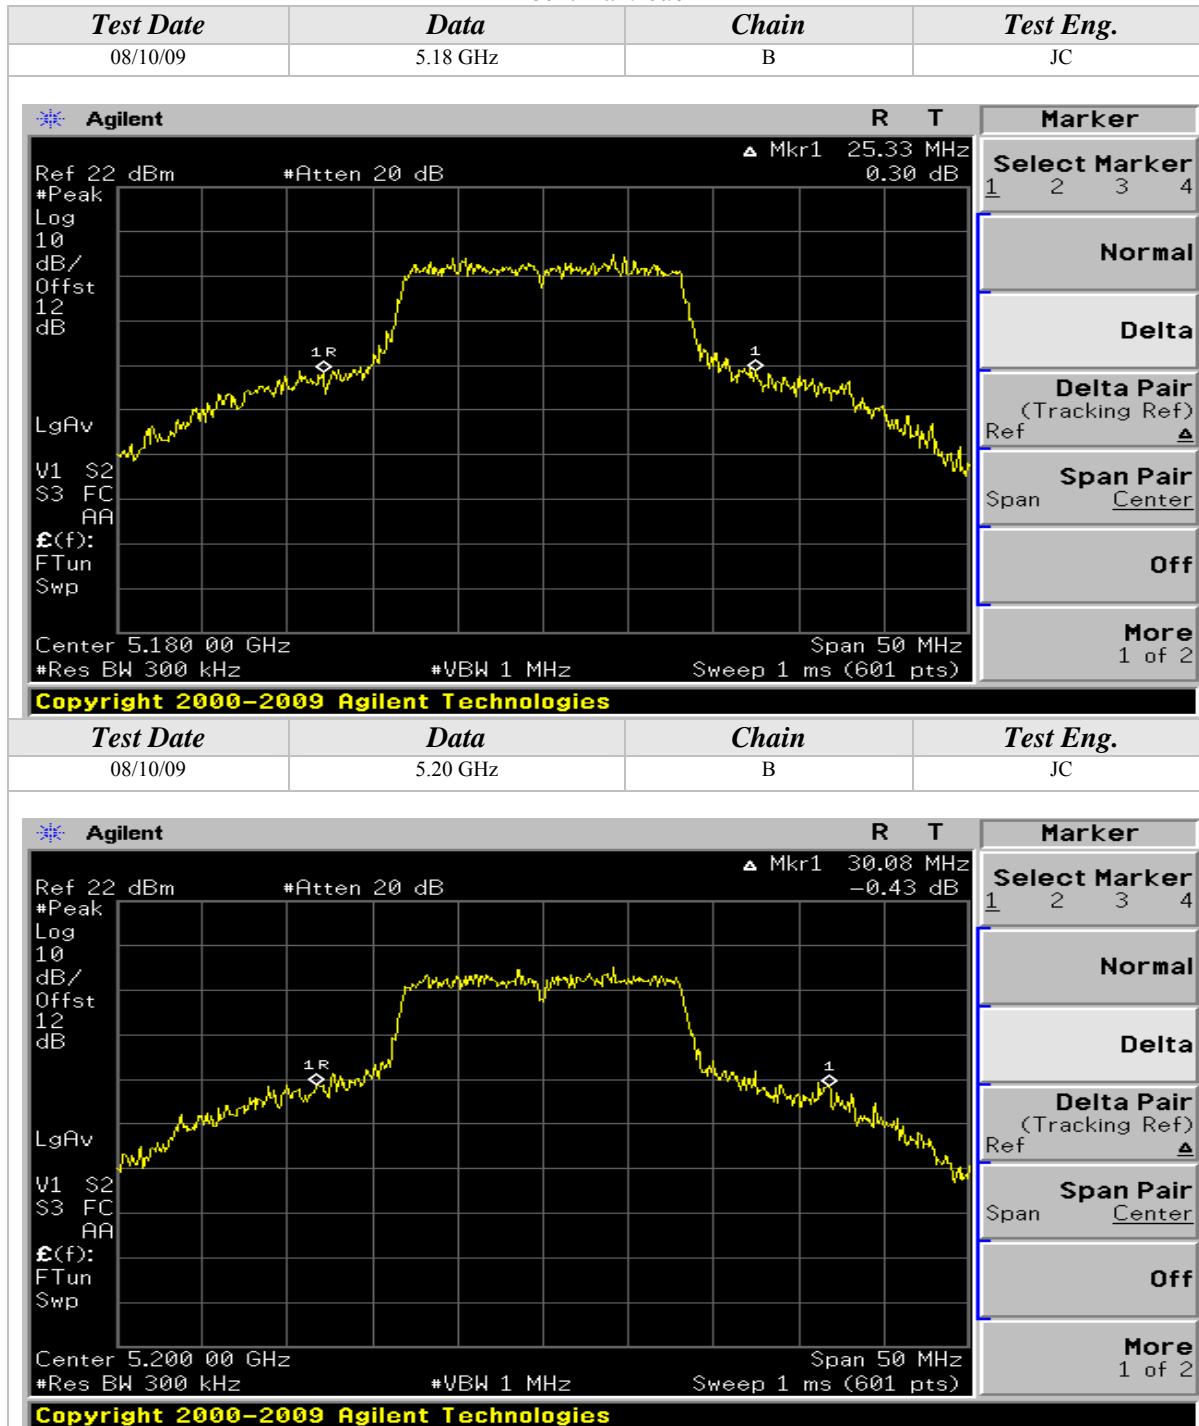 Test Date Data Chain Test Eng.
08/10/09 5.18 GHz B JC
Agilent R T Marker
Δ Mkr1 25.33 MHz
Ref 22 dBm #Atten 20 dB 0.30 dB
#Peak
Log
10
dB/
Offst
12
dB
1R
1
LgAv
V1 S2
S3 FC
AA
£(f):
FTun
Swp
Center 5.180 00 GHz Span 50 MHz
#Res BW 300 kHz #VBW 1 MHz Sweep 1 ms (601 pts)
Select Marker
1 2 3 4
Normal
Delta
Delta Pair
(Tracking Ref)
Ref Δ
Span Pair
Span Center
Off
More
1 of 2
Copyright 2000-2009 Agilent Technologies
Test Date Data Chain Test Eng.
08/10/09 5.20 GHz B JC
Agilent R T Marker
Δ Mkr1 30.08 MHz
Ref 22 dBm #Atten 20 dB -0.43 dB
#Peak
Log
10
dB/
Offst
12
dB
1R
1
LgAv
V1 S2
S3 FC
AA
£(f):
FTun
Swp
Center 5.200 00 GHz Span 50 MHz
#Res BW 300 kHz #VBW 1 MHz Sweep 1 ms (601 pts)
Select Marker
1 2 3 4
Normal
Delta
Delta Pair
(Tracking Ref)
Ref Δ
Span Pair
Span Center
Off
More
1 of 2
Copyright 2000-2009 Agilent Technologies